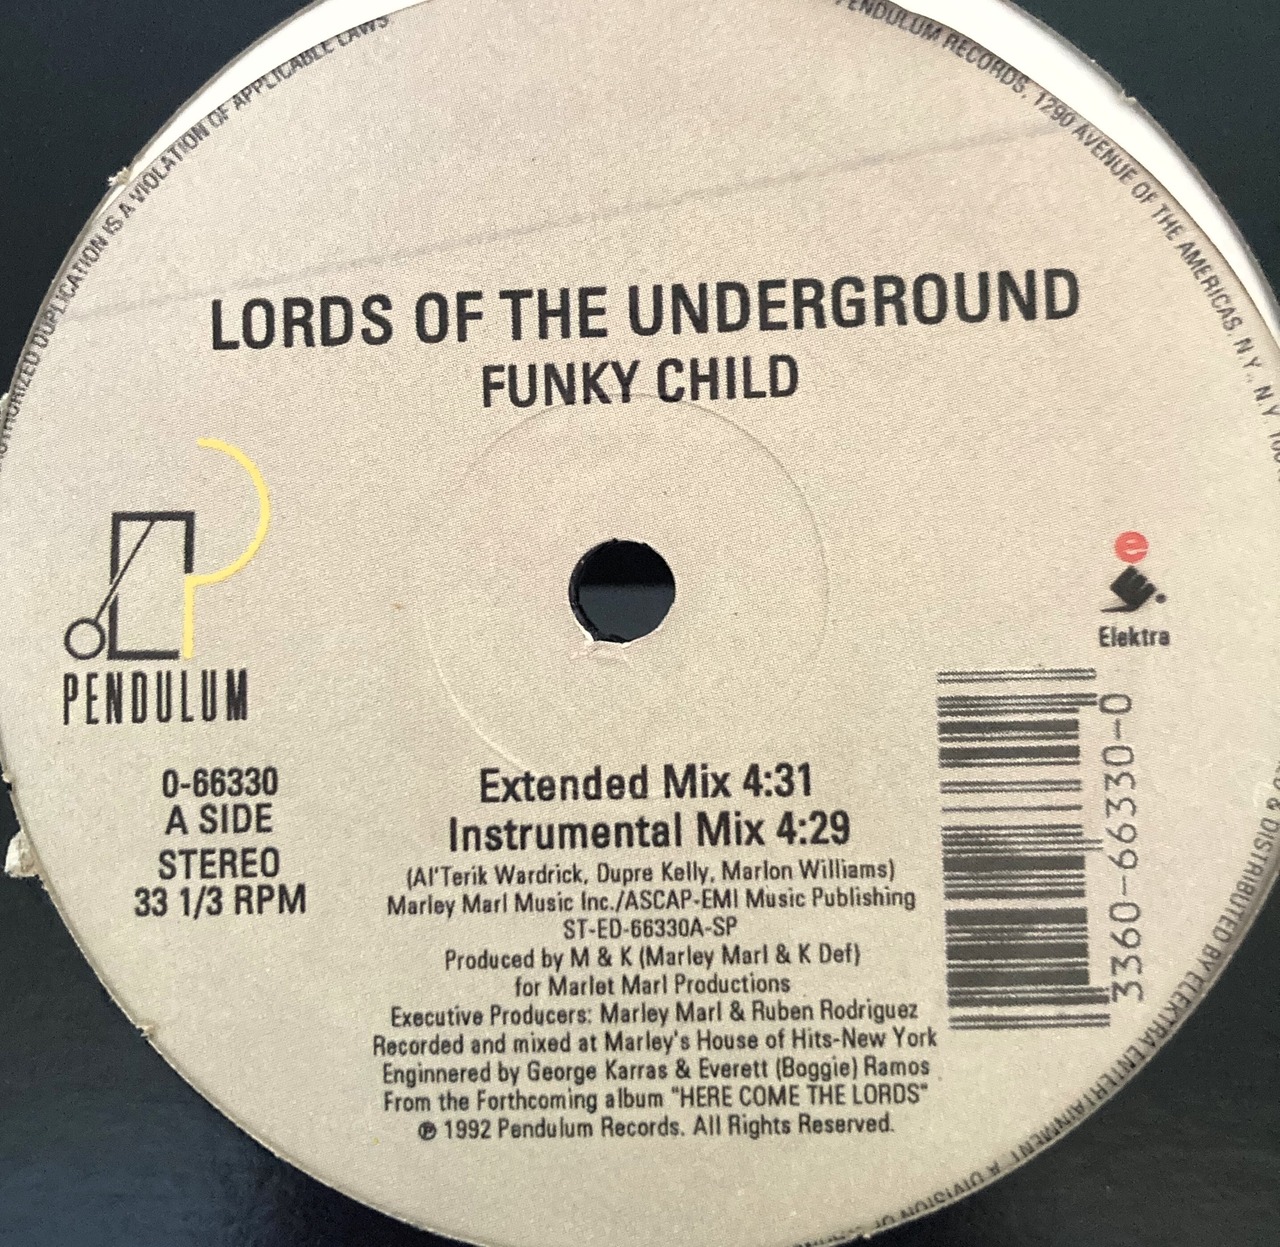 AUTHORIZED DUPLICATION IS A VIOLATION OF APPLICABLE LAWS
PENDULUM RECORDS, 1290 AVENUE OF THE AMERICAS, N.Y., N.Y.
LORDS OF THE UNDERGROUND
FUNKY CHILD
PENDULUM
e
Elektra
0-66330
A SIDE
STEREO
33 1/3 RPM
Extended Mix 4:31
Instrumental Mix 4:29
(Al'Terik Wardrick, Dupre Kelly, Marlon Williams)
Marley Marl Music Inc./ASCAP-EMI Music Publishing
ST-ED-66330A-SP
Produced by M & K (Marley Marl & K Def)
for Marlet Marl Productions
Executive Producers: Marley Marl & Ruben Rodriguez
Recorded and mixed at Marley's House of Hits-New York
Enginnered by George Karras & Everett (Boggie) Ramos
From the Forthcoming album "HERE COME THE LORDS"
℗ 1992 Pendulum Records. All Rights Reserved.
3360-66330-0
& DISTRIBUTED BY ELEKTRA ENTERTAINMENT, A DIVISION OF